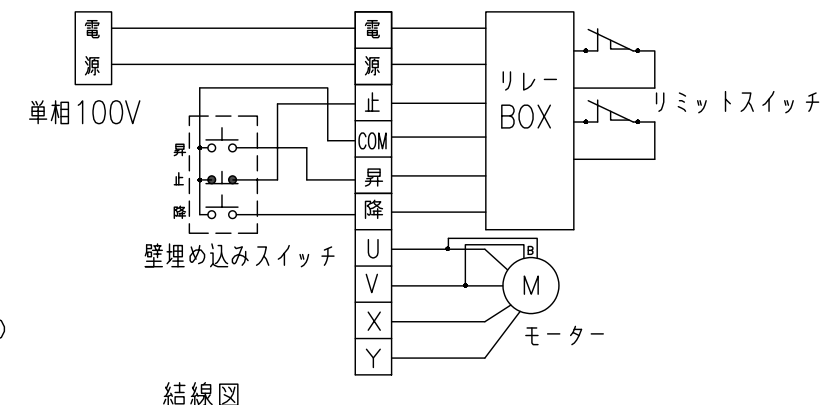 電
源
単相100V
昇
止
降
壁埋め込みスイッチ
電
源
止
COM
昇
降
U
V
X
Y
リレー
BOX
リミットスイッチ
B
M
モーター
)
結線図